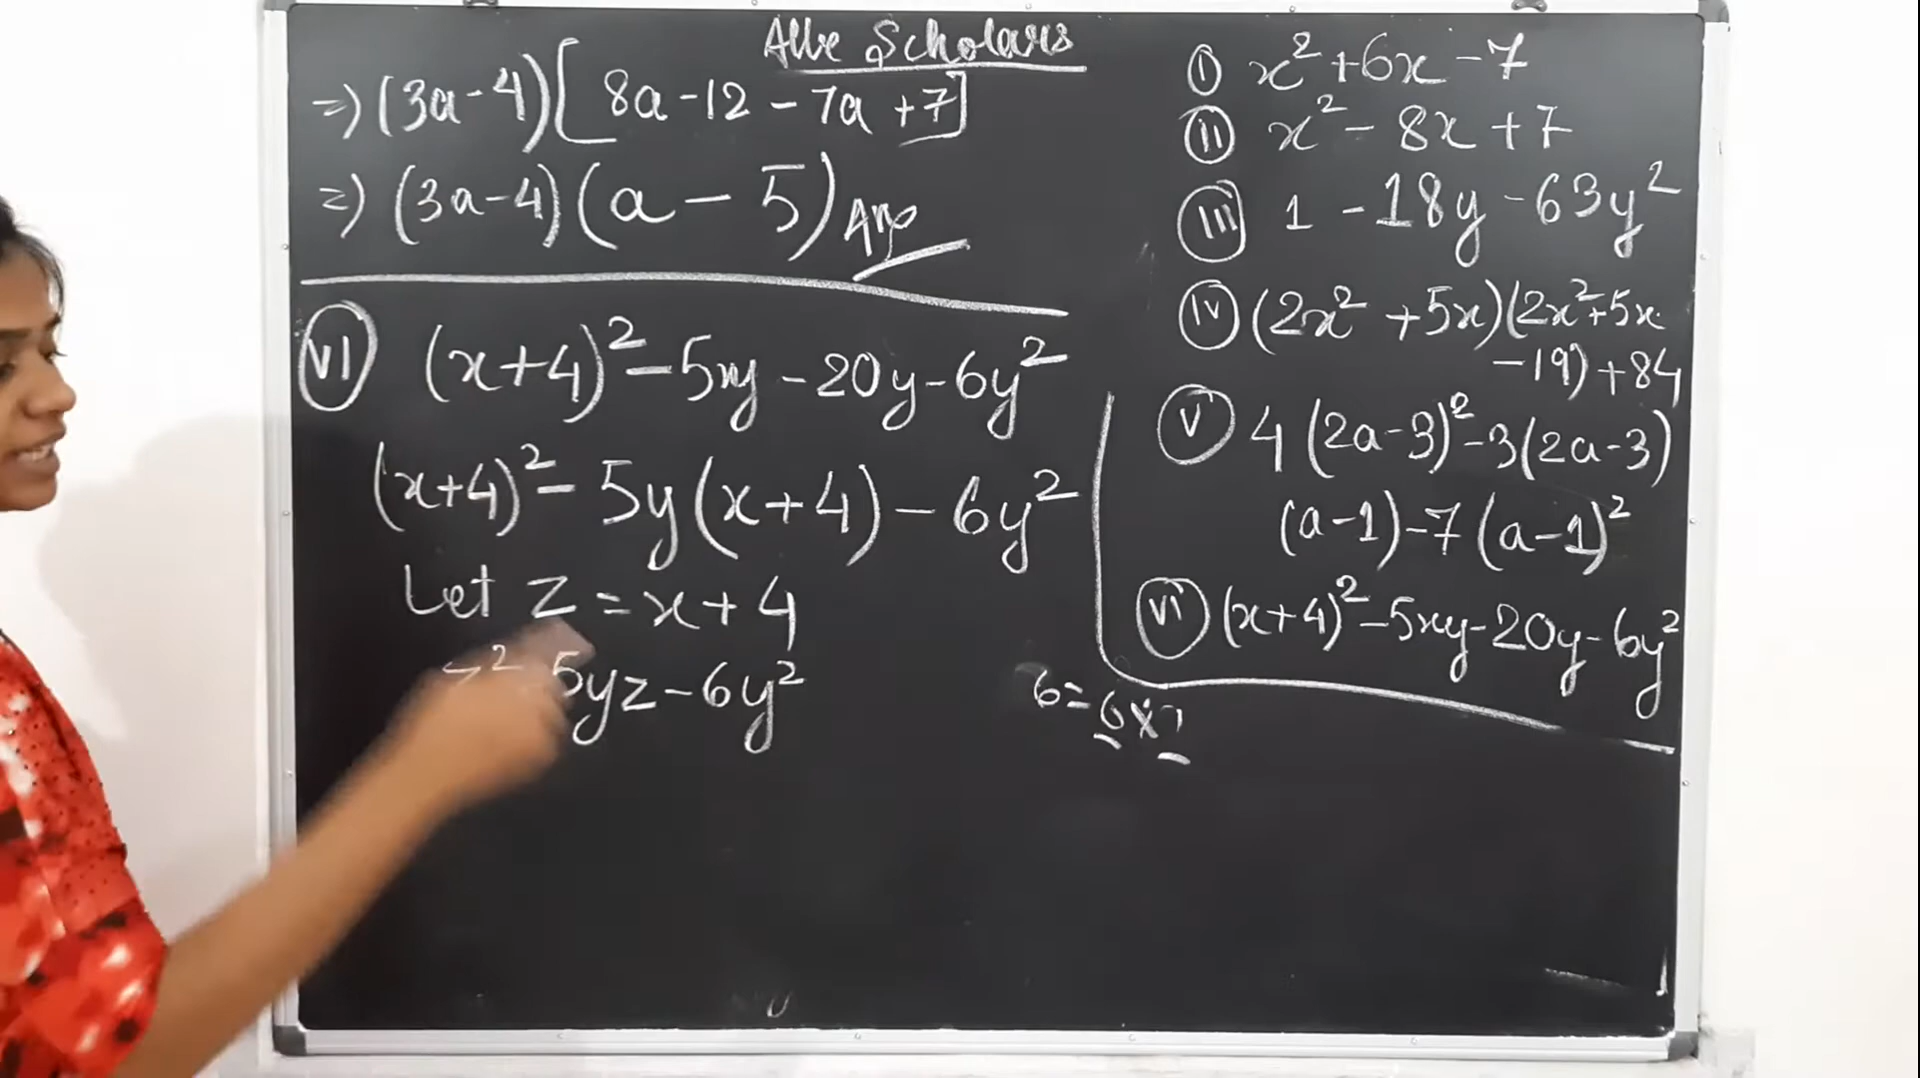 Alve Scholars
=> (3a-4)[8a-12-7a+7]
=> (3a-4)(a-5) Ans
(vi) (x+4)²-5xy-20y-6y²
(x+4)²-5y(x+4)-6y²
Let z=x+4
z²-5yz-6y²
6=6×1
(i) x²+6x-7
(ii) x²-8x+7
(iii) 1-18y-63y²
(iv) (2x²+5x)(2x²+5x
-19)+84
(v) 4(2a-3)²-3(2a-3)
(a-1)-7(a-1)²
(vi) (x+4)²-5xy-20y-6y²